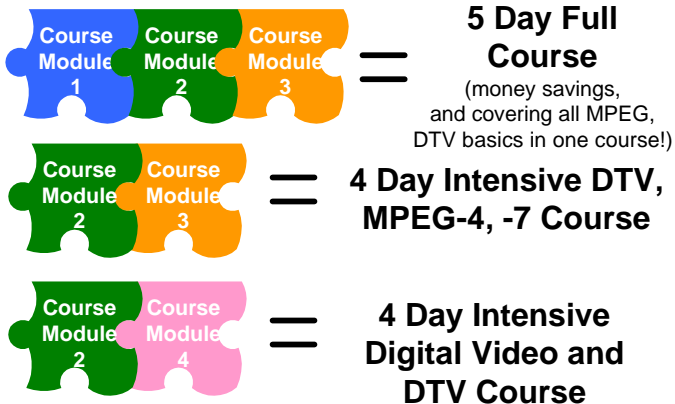 Course Module 1
Course Module 2
Course Module 3
=
5 Day Full
Course
(money savings,
and covering all MPEG,
DTV basics in one course!)
Course Module 2
Course Module 3
=
4 Day Intensive DTV,
MPEG-4, -7 Course
Course Module 2
Course Module 4
=
4 Day Intensive
Digital Video and
DTV Course